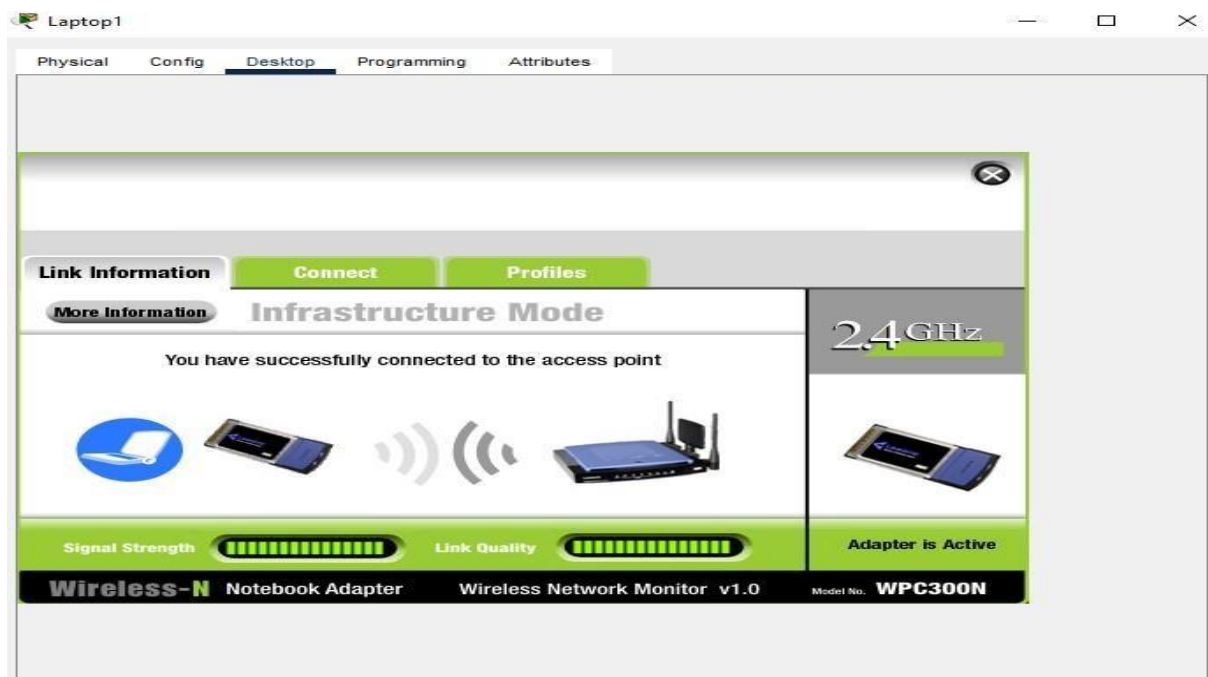 Laptop1
Physical Config Desktop Programming Attributes
Link Information Connect Profiles
More Information Infrastructure Mode
2.4GHz
You have successfully connected to the access point
Signal Strength Link Quality Adapter is Active
Wireless-N Notebook Adapter Wireless Network Monitor v1.0 Model No. WPC300N